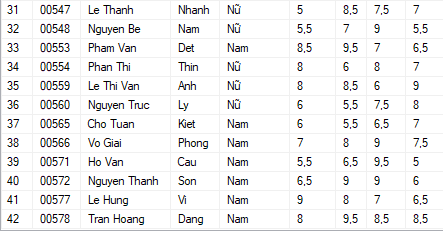 31 00547 Le Thanh Nhanh Nữ 5 8,5 7,5 7
32 00548 Nguyen Be Nam Nữ 5,5 7 9 5,5
33 00553 Pham Van Det Nam 8,5 9,5 7 6,5
34 00554 Phan Thi Thin Nữ 8 6 8 7
35 00559 Le Thi Van Anh Nữ 8 8,5 6 9
36 00560 Nguyen Truc Ly Nữ 6 5,5 7,5 8
37 00565 Cho Tuan Kiet Nam 6 5,5 6,5 7
38 00566 Vo Giai Phong Nam 7 8 9 7,5
39 00571 Ho Van Cau Nam 5,5 6,5 9,5 5
40 00572 Nguyen Thanh Son Nam 6,5 9 9 6
41 00577 Le Hung Vi Nam 9 8 7 6,5
42 00578 Tran Hoang Dang Nam 8 9,5 8,5 8,5